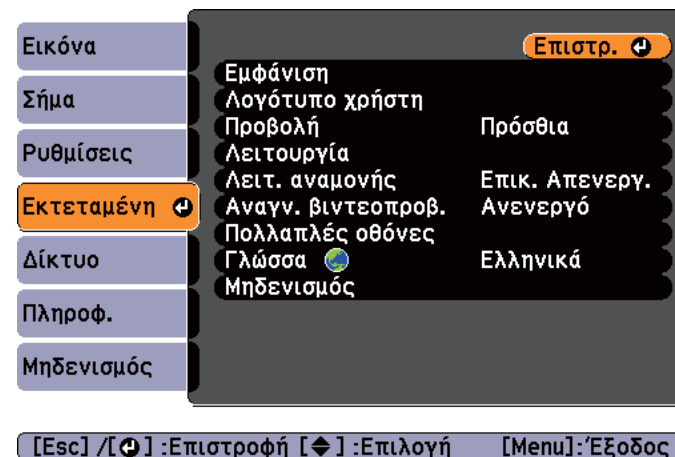 Εικόνα
Σήμα
Ρυθμίσεις
Εκτεταμένη
Δίκτυο
Πληροφ.
Μηδενισμός
Επιστρ.
Εμφάνιση
Λογότυπο χρήστη
Προβολή Πρόσθια
Λειτουργία
Λειτ. αναμονής Επικ. Απενεργ.
Αναγν. βιντεοπροβ. Ανενεργό
Πολλαπλές οθόνες
Γλώσσα Ελληνικά
Μηδενισμός
[Esc] /[⏎] :Επιστροφή [◆] :Επιλογή [Menu]:Έξοδος